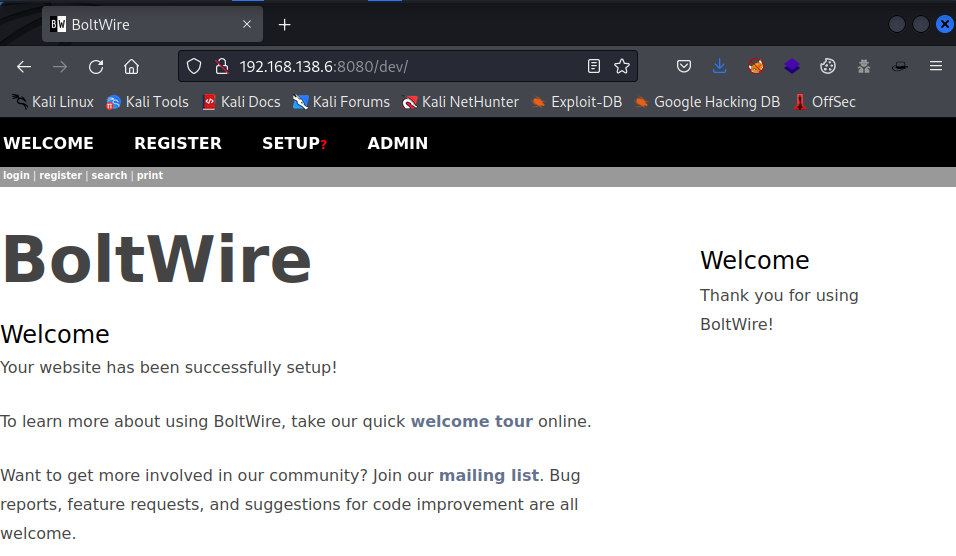 BW BoltWire
192.168.138.6:8080/dev/
Kali Linux Kali Tools Kali Docs Kali Forums Kali NetHunter Exploit-DB Google Hacking DB OffSec
WELCOME REGISTER SETUP? ADMIN
login | register | search | print
BoltWire
Welcome
Your website has been successfully setup!
To learn more about using BoltWire, take our quick welcome tour online.
Want to get more involved in our community? Join our mailing list. Bug
reports, feature requests, and suggestions for code improvement are all
welcome.
Welcome
Thank you for using
BoltWire!